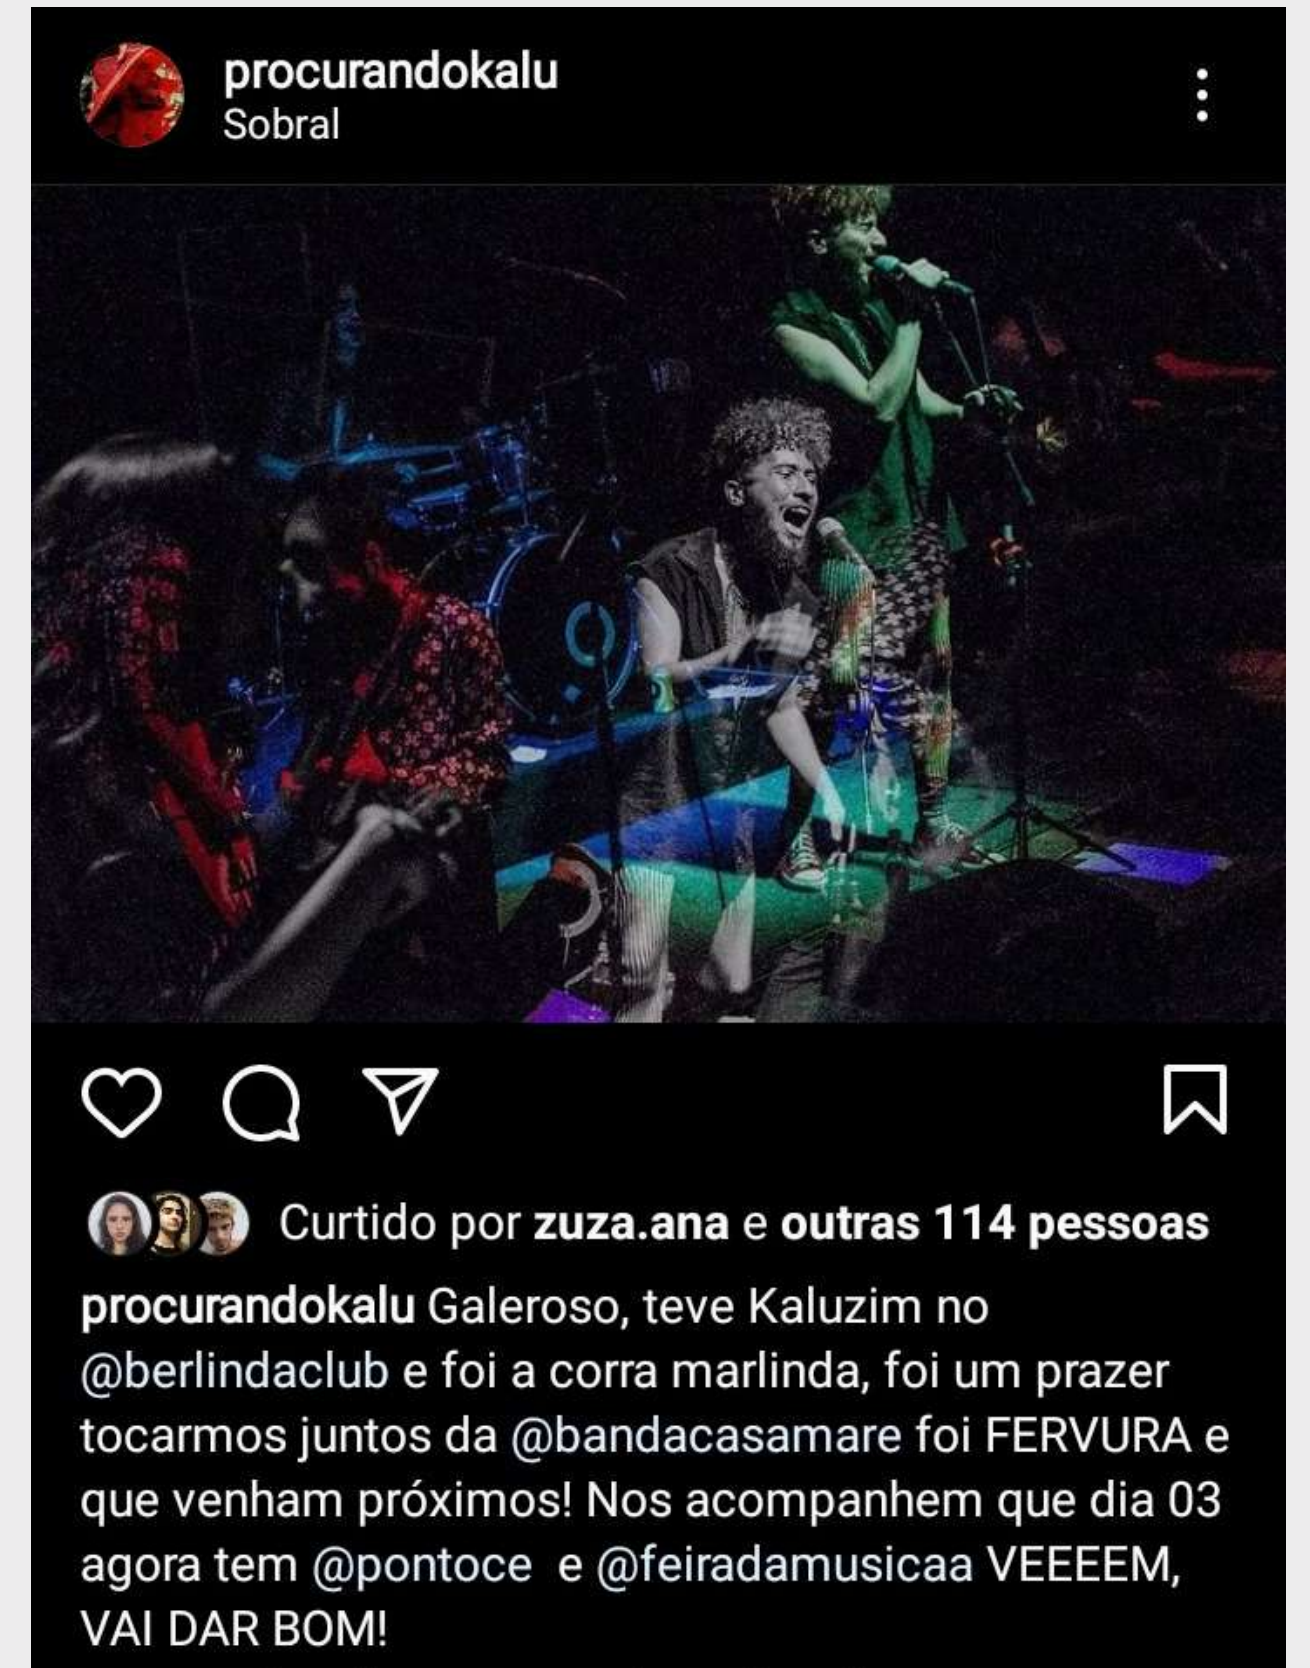 procurandokalu
Sobral
Curtido por zuza.ana e outras 114 pessoas
procurandokalu Galeroso, teve Kaluzim no
@berlindaclub e foi a corra marlinda, foi um prazer
tocarmos juntos da @bandacasamare foi FERVURA e
que venham próximos! Nos acompanhem que dia 03
agora tem @pontoce e @feiradamusicaa VEEEEM,
VAI DAR BOM!